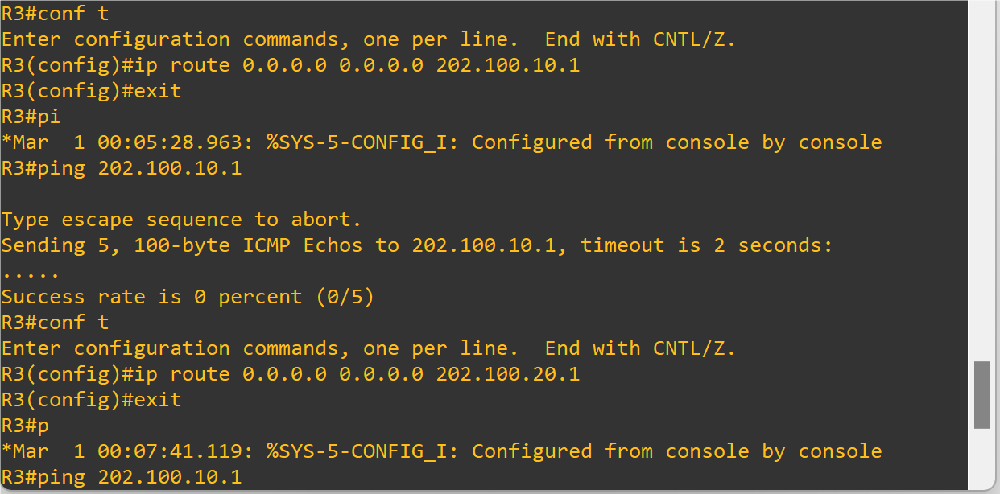 R3#conf t
Enter configuration commands, one per line.  End with CNTL/Z.
R3(config)#ip route 0.0.0.0 0.0.0.0 202.100.10.1
R3(config)#exit
R3#pi
*Mar  1 00:05:28.963: %SYS-5-CONFIG_I: Configured from console by console
R3#ping 202.100.10.1
Type escape sequence to abort.
Sending 5, 100-byte ICMP Echos to 202.100.10.1, timeout is 2 seconds:
.....
Success rate is 0 percent (0/5)
R3#conf t
Enter configuration commands, one per line.  End with CNTL/Z.
R3(config)#ip route 0.0.0.0 0.0.0.0 202.100.20.1
R3(config)#exit
R3#p
*Mar  1 00:07:41.119: %SYS-5-CONFIG_I: Configured from console by console
R3#ping 202.100.10.1